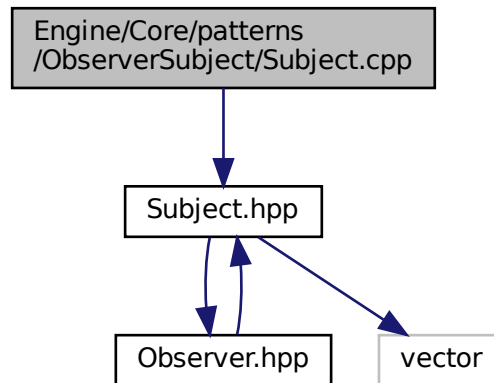 Engine/Core/patterns
/ObserverSubject/Subject.cpp
Subject.hpp
Observer.hpp
vector